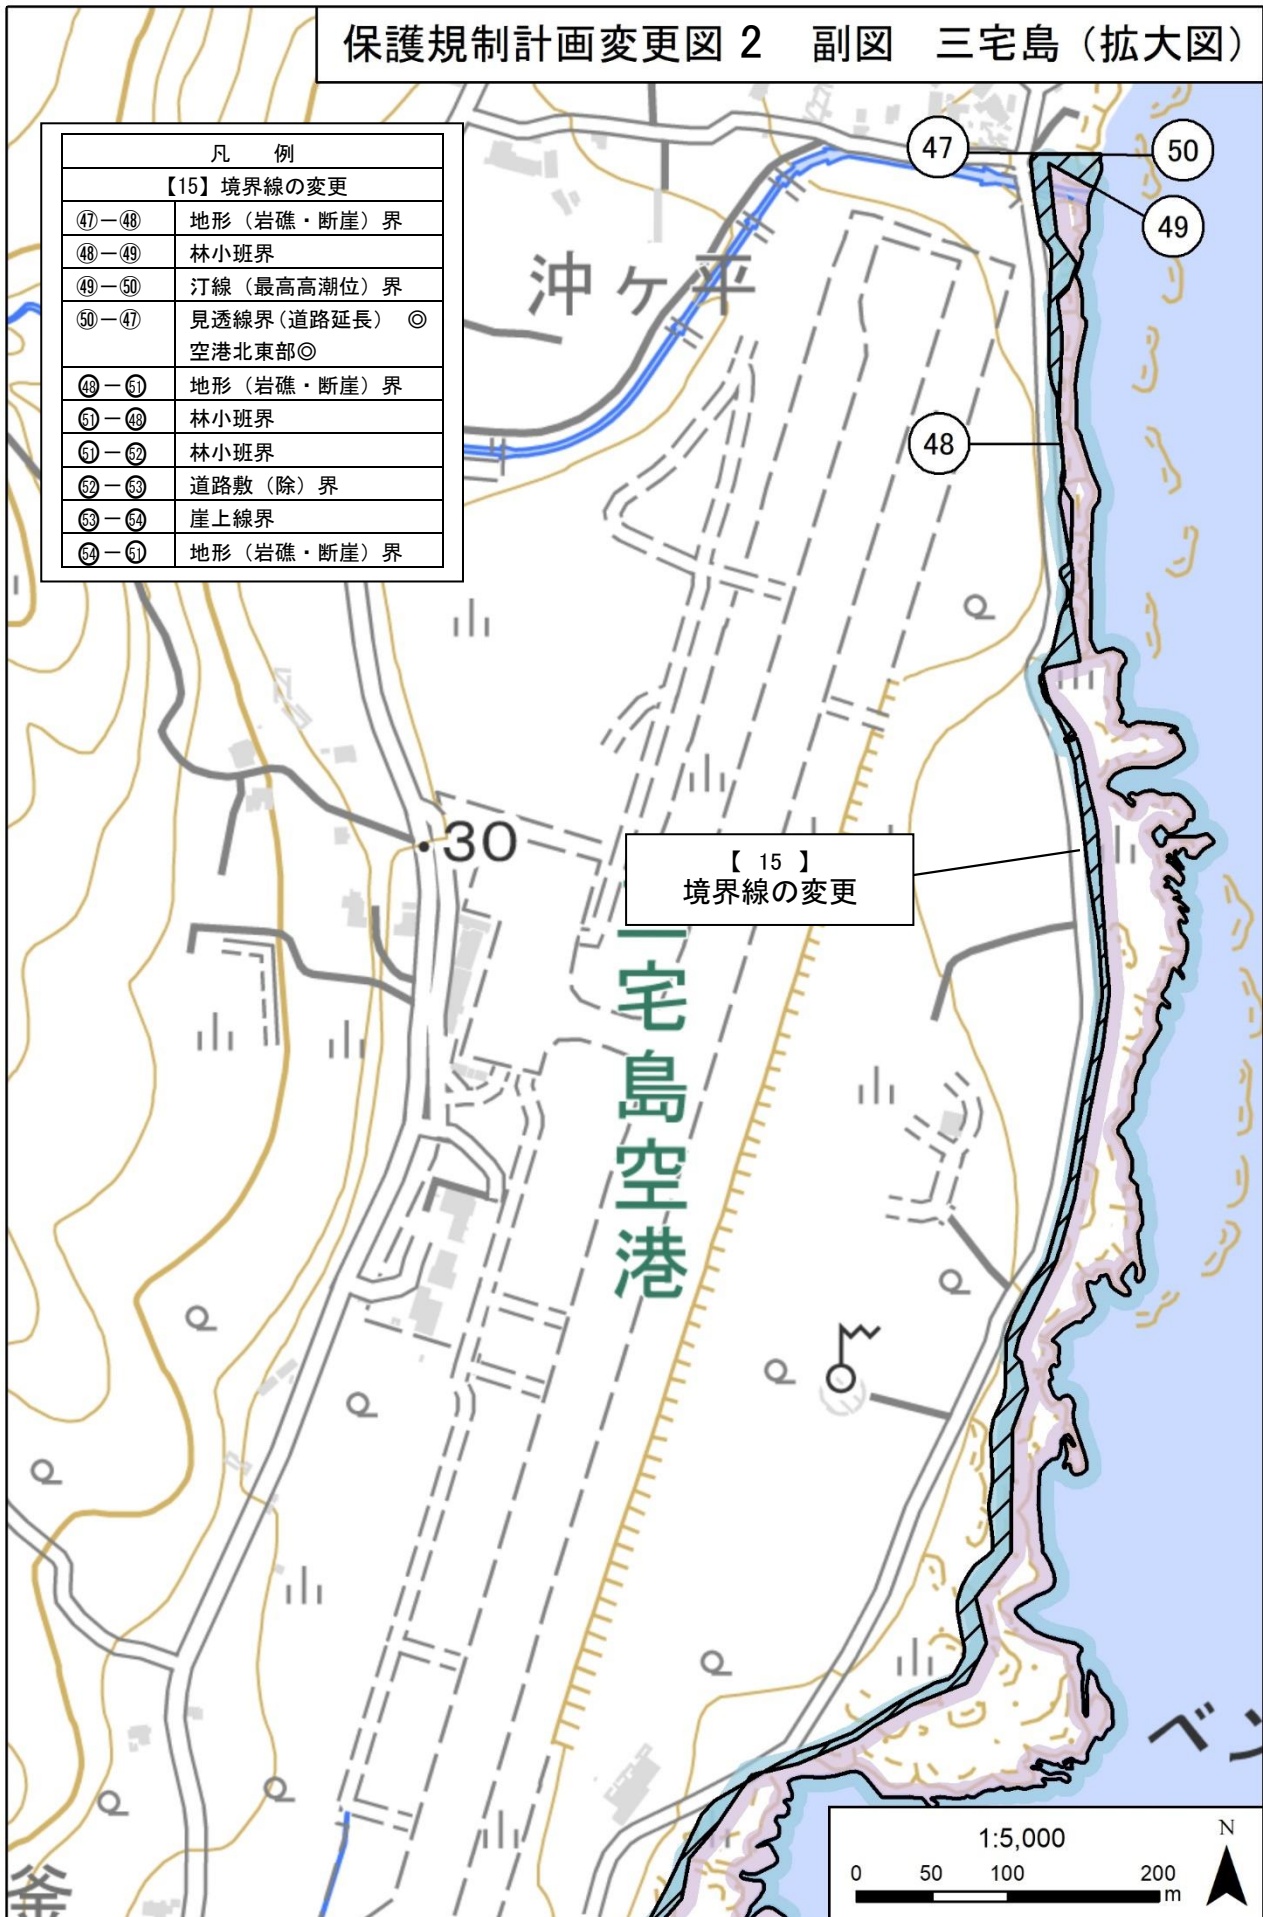 保護規制計画変更図 2　副図　三宅島（拡大図）
凡　例
【15】境界線の変更
㊼－㊽ 地形（岩礁・断崖）界
㊽－㊾ 林小班界
㊾－㊿ 汀線（最高高潮位）界
㊿－㊼ 見透線界（道路延長）　◎
空港北東部◎
㊽－51 地形（岩礁・断崖）界
51－㊽ 林小班界
51－52 林小班界
52－53 道路敷（除）界
53－54 崖上線界
54－51 地形（岩礁・断崖）界
47
50
49
沖ヶ平
48
30
【 15 】
境界線の変更
三宅島空港
ベン
釜
1:5,000
N
0 50 100 200
m